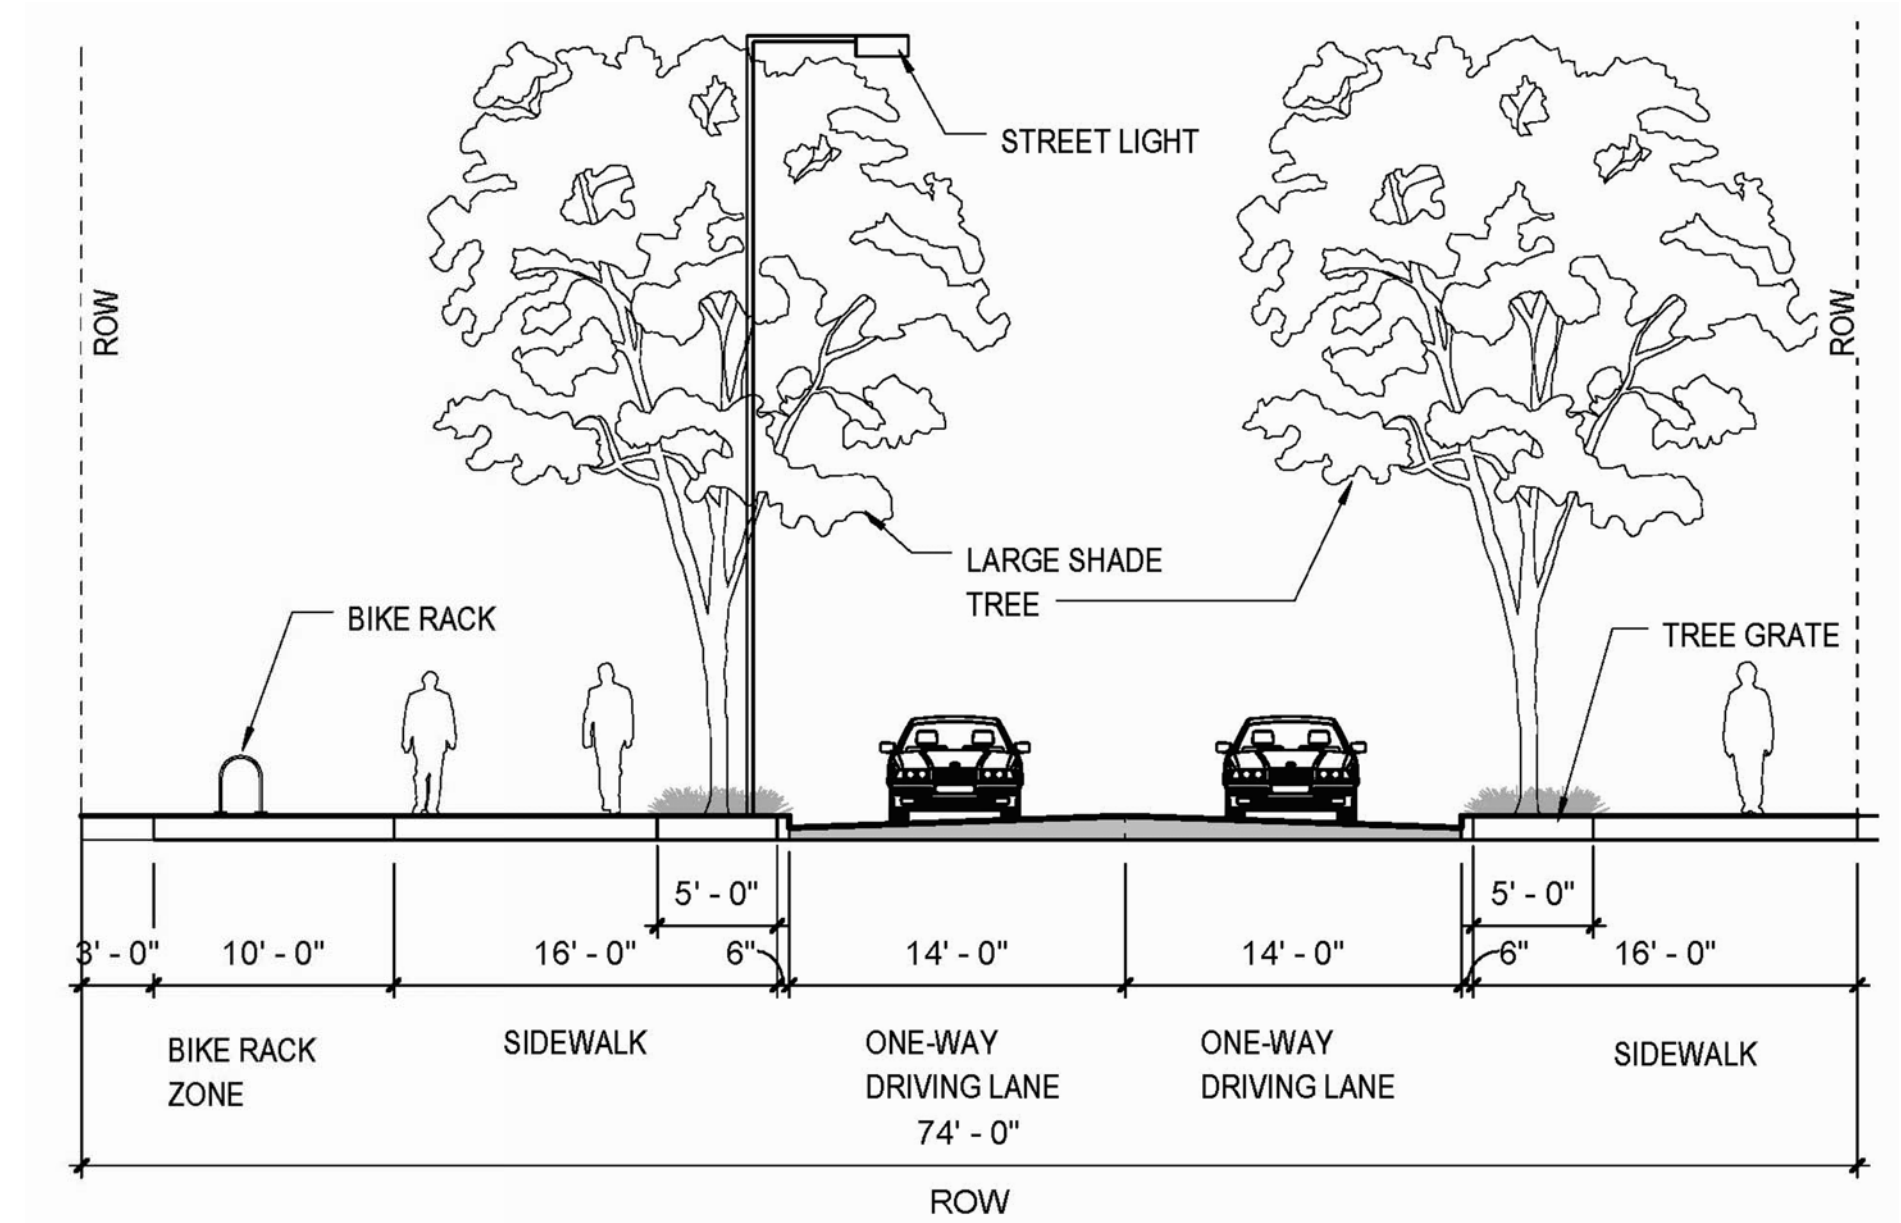 STREET LIGHT
ROW
ROW
LARGE SHADE
TREE
BIKE RACK
TREE GRATE
5' - 0"
5' - 0"
3' - 0"
10' - 0"
16' - 0"
6"
14' - 0"
14' - 0"
6"
16' - 0"
BIKE RACK
ZONE
SIDEWALK
ONE-WAY
DRIVING LANE
ONE-WAY
DRIVING LANE
SIDEWALK
74' - 0"
ROW